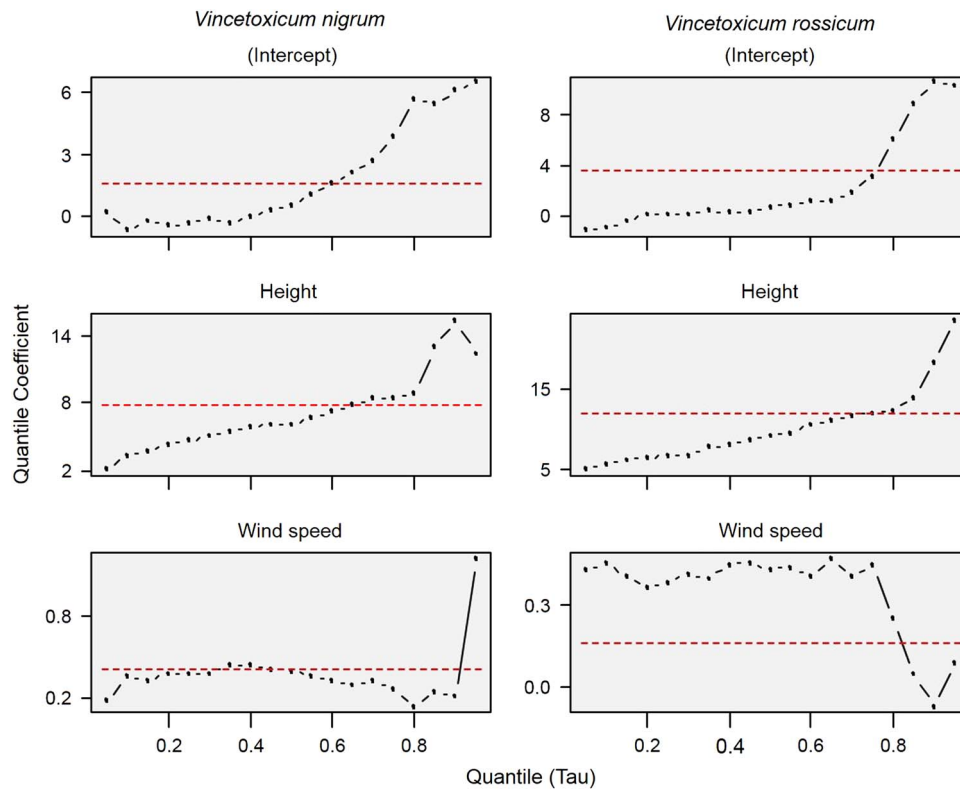 Vincetoxicum nigrum
Vincetoxicum rossicum
(Intercept)
(Intercept)
6
3
0
8
4
0
0.2
0.4
0.6
0.8
0.2
0.4
0.6
0.8
Height
Height
14
8
2
15
5
Wind speed
Wind speed
0.8
0.2
0.3
0.0
Quantile Coefficient
Quantile (Tau)